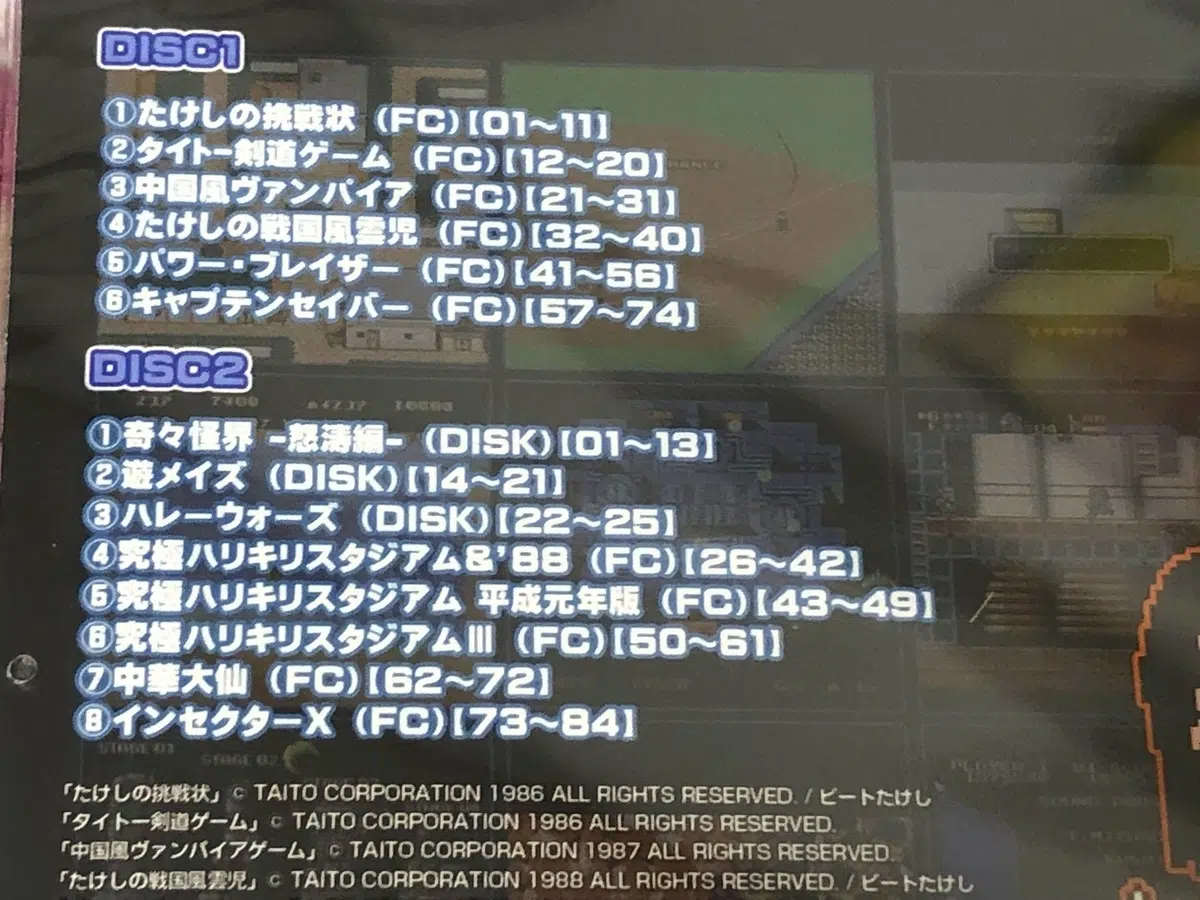 DISC1
①たけしの挑戦状 (FC)【01～11】
②タイトー剣道ゲーム (FC)【12～20】
③中国風ヴァンパイア (FC)【21～31】
④たけしの戦国風雲児 (FC)【32～40】
⑤パワー・ブレイザー (FC)【41～56】
⑥キャプテンセイバー (FC)【57～74】
DISC2
①奇々怪界 -怒濤編- (DISK)【01～13】
②遊メイズ (DISK)【14～21】
③ハレーウォーズ (DISK)【22～25】
④究極ハリキリスタジアム&'88 (FC)【26～42】
⑤究極ハリキリスタジアム 平成元年版 (FC)【43～49】
⑥究極ハリキリスタジアムⅢ (FC)【50～61】
⑦中華大仙 (FC)【62～72】
⑧インセクターX (FC)【73～84】
「たけしの挑戦状」© TAITO CORPORATION 1986 ALL RIGHTS RESERVED. / ビートたけし
「タイトー剣道ゲーム」© TAITO CORPORATION 1986 ALL RIGHTS RESERVED.
「中国風ヴァンパイアゲーム」© TAITO CORPORATION 1987 ALL RIGHTS RESERVED.
「たけしの戦国風雲児」© TAITO CORPORATION 1988 ALL RIGHTS RESERVED. / ビートたけし